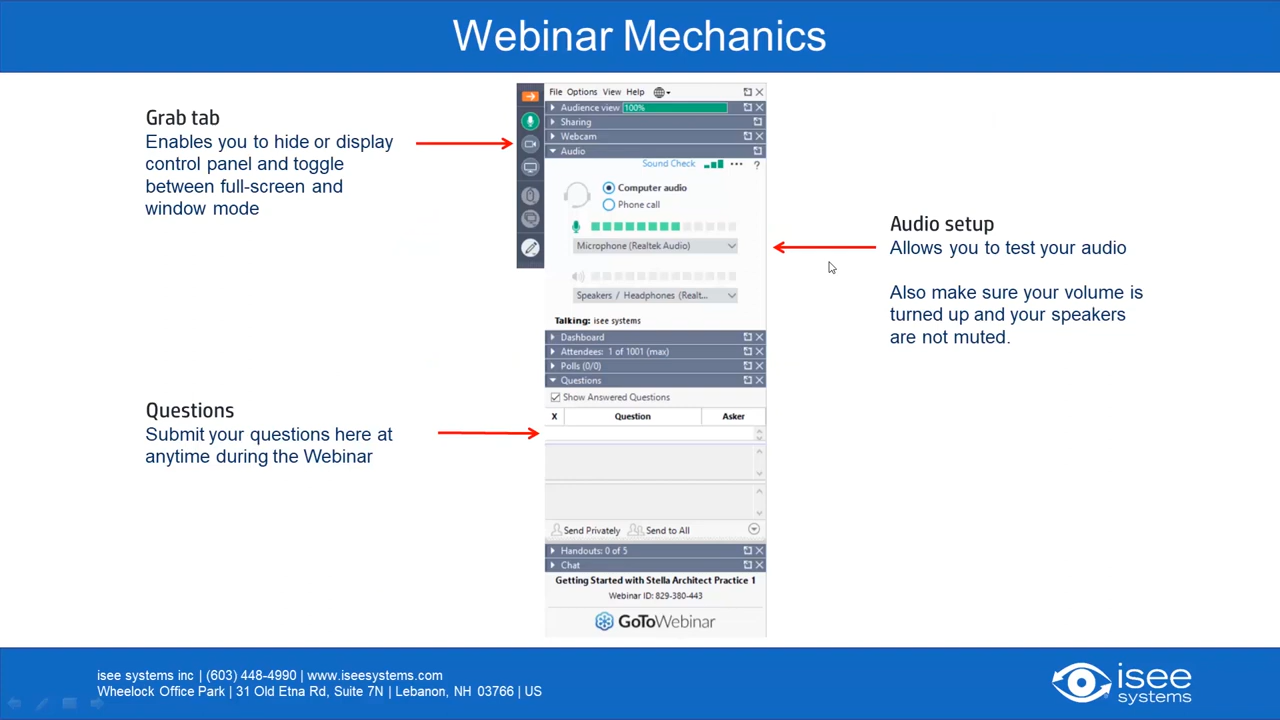 Webinar Mechanics
Grab tab
Enables you to hide or display
control panel and toggle
between full-screen and
window mode
Questions
Submit your questions here at
anytime during the Webinar
File Options View Help
Audience view 100%
Sharing
Webcam
Audio
Sound Check ?
Computer audio
Phone call
Microphone (Realtek Audio)
Speakers / Headphones (Realt...
Talking: isee systems
Dashboard
Attendees: 1 of 1001 (max)
Polls (0/0)
Questions
Show Answered Questions
X Question Asker
Send Privately Send to All
Handouts: 0 of 5
Chat
Getting Started with Stella Architect Practice 1
Webinar ID: 829-380-443
GoToWebinar
Audio setup
Allows you to test your audio
Also make sure your volume is
turned up and your speakers
are not muted.
isee systems inc | (603) 448-4990 | www.iseesystems.com
Wheelock Office Park | 31 Old Etna Rd, Suite 7N | Lebanon, NH 03766 | US
isee
systems